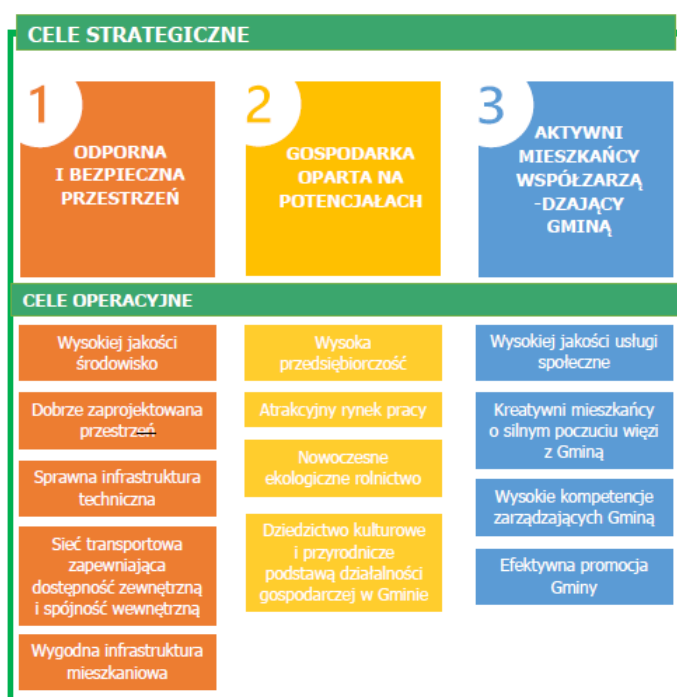 CELE STRATEGICZNE
1
ODPORNA
I BEZPIECZNA
PRZESTRZEŃ
2
GOSPODARKA
OPARTA NA
POTENCJAŁACH
3
AKTYWNI
MIESZKAŃCY
WSPÓŁZARZĄ
-DZAJĄCY
GMINĄ
CELE OPERACYJNE
Wysokiej jakości
środowisko
Dobrze zaprojektowana
przestrzeń
Sprawna infrastruktura
techniczna
Sieć transportowa
zapewniająca
dostępność zewnętrzną
i spójność wewnętrzną
Wygodna infrastruktura
mieszkaniowa
Wysoka
przedsiębiorczość
Atrakcyjny rynek pracy
Nowoczesne
ekologiczne rolnictwo
Dziedzictwo kulturowe
i przyrodnicze
podstawą działalności
gospodarczej w Gminie
Wysokiej jakości usługi
społeczne
Kreatywni mieszkańcy
o silnym poczuciu więzi
z Gminą
Wysokie kompetencje
zarządzających Gminą
Efektywna promocja
Gminy